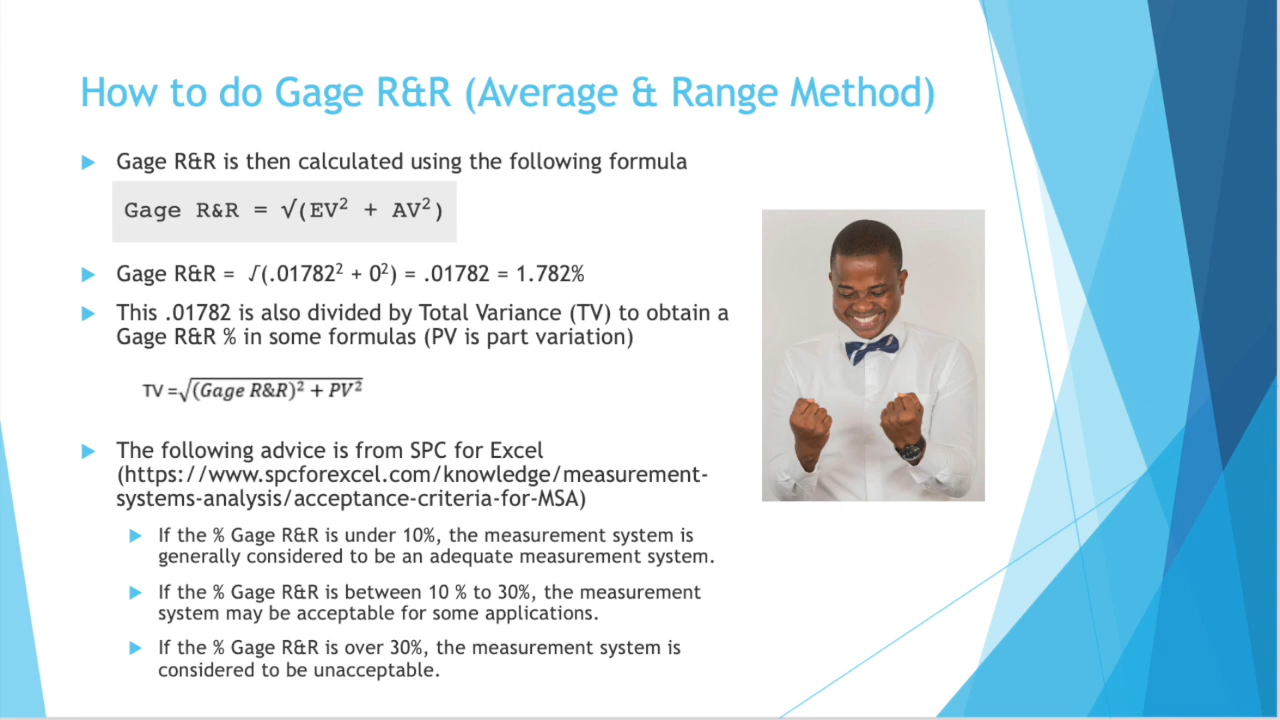 How to do Gage R&R (Average & Range Method)
Gage R&R is then calculated using the following formula
Gage R&R = √(EV² + AV²)
Gage R&R = √(.01782² + 0²) = .01782 = 1.782%
This .01782 is also divided by Total Variance (TV) to obtain a
Gage R&R % in some formulas (PV is part variation)
TV =√(Gage R&R)² + PV²
The following advice is from SPC for Excel
(https://www.spcforexcel.com/knowledge/measurement-
systems-analysis/acceptance-criteria-for-MSA)
If the % Gage R&R is under 10%, the measurement system is
generally considered to be an adequate measurement system.
If the % Gage R&R is between 10 % to 30%, the measurement
system may be acceptable for some applications.
If the % Gage R&R is over 30%, the measurement system is
considered to be unacceptable.